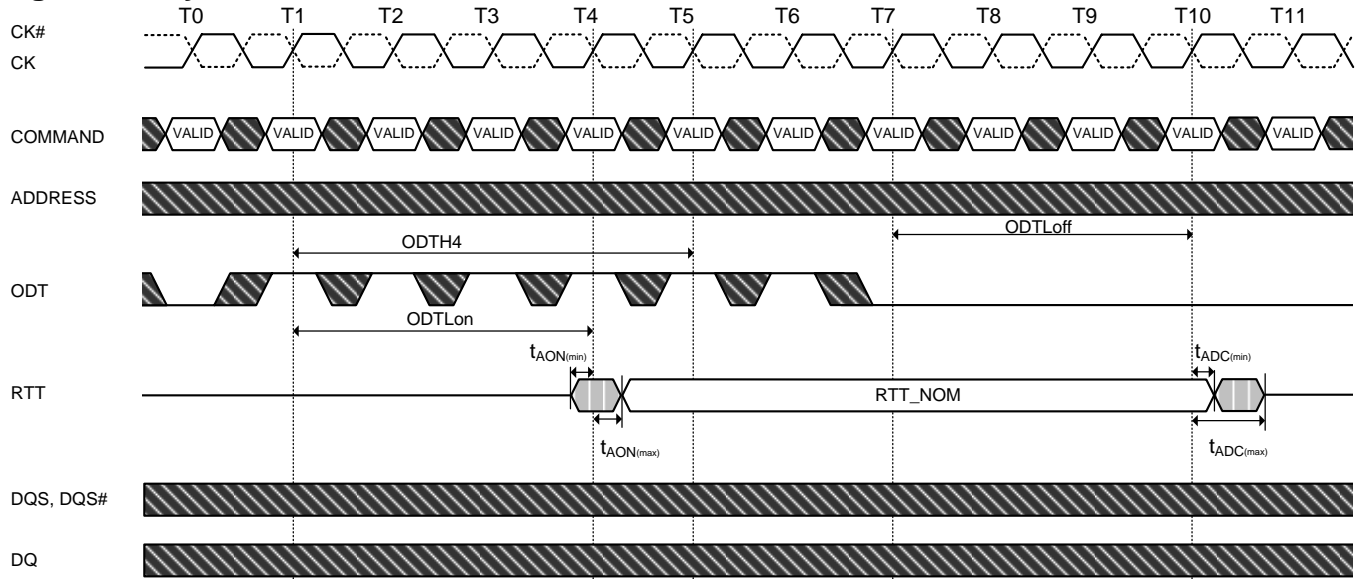 T0 T1 T2 T3 T4 T5 T6 T7 T8 T9 T10 T11
CK#
CK
COMMAND VALID VALID VALID VALID VALID VALID VALID VALID VALID VALID VALID VALID
ADDRESS
ODTLoff
ODTH4
ODT
ODTLon
tAON(min) tADC(min)
RTT RTT_NOM
tAON(max) tADC(max)
DQS, DQS#
DQ